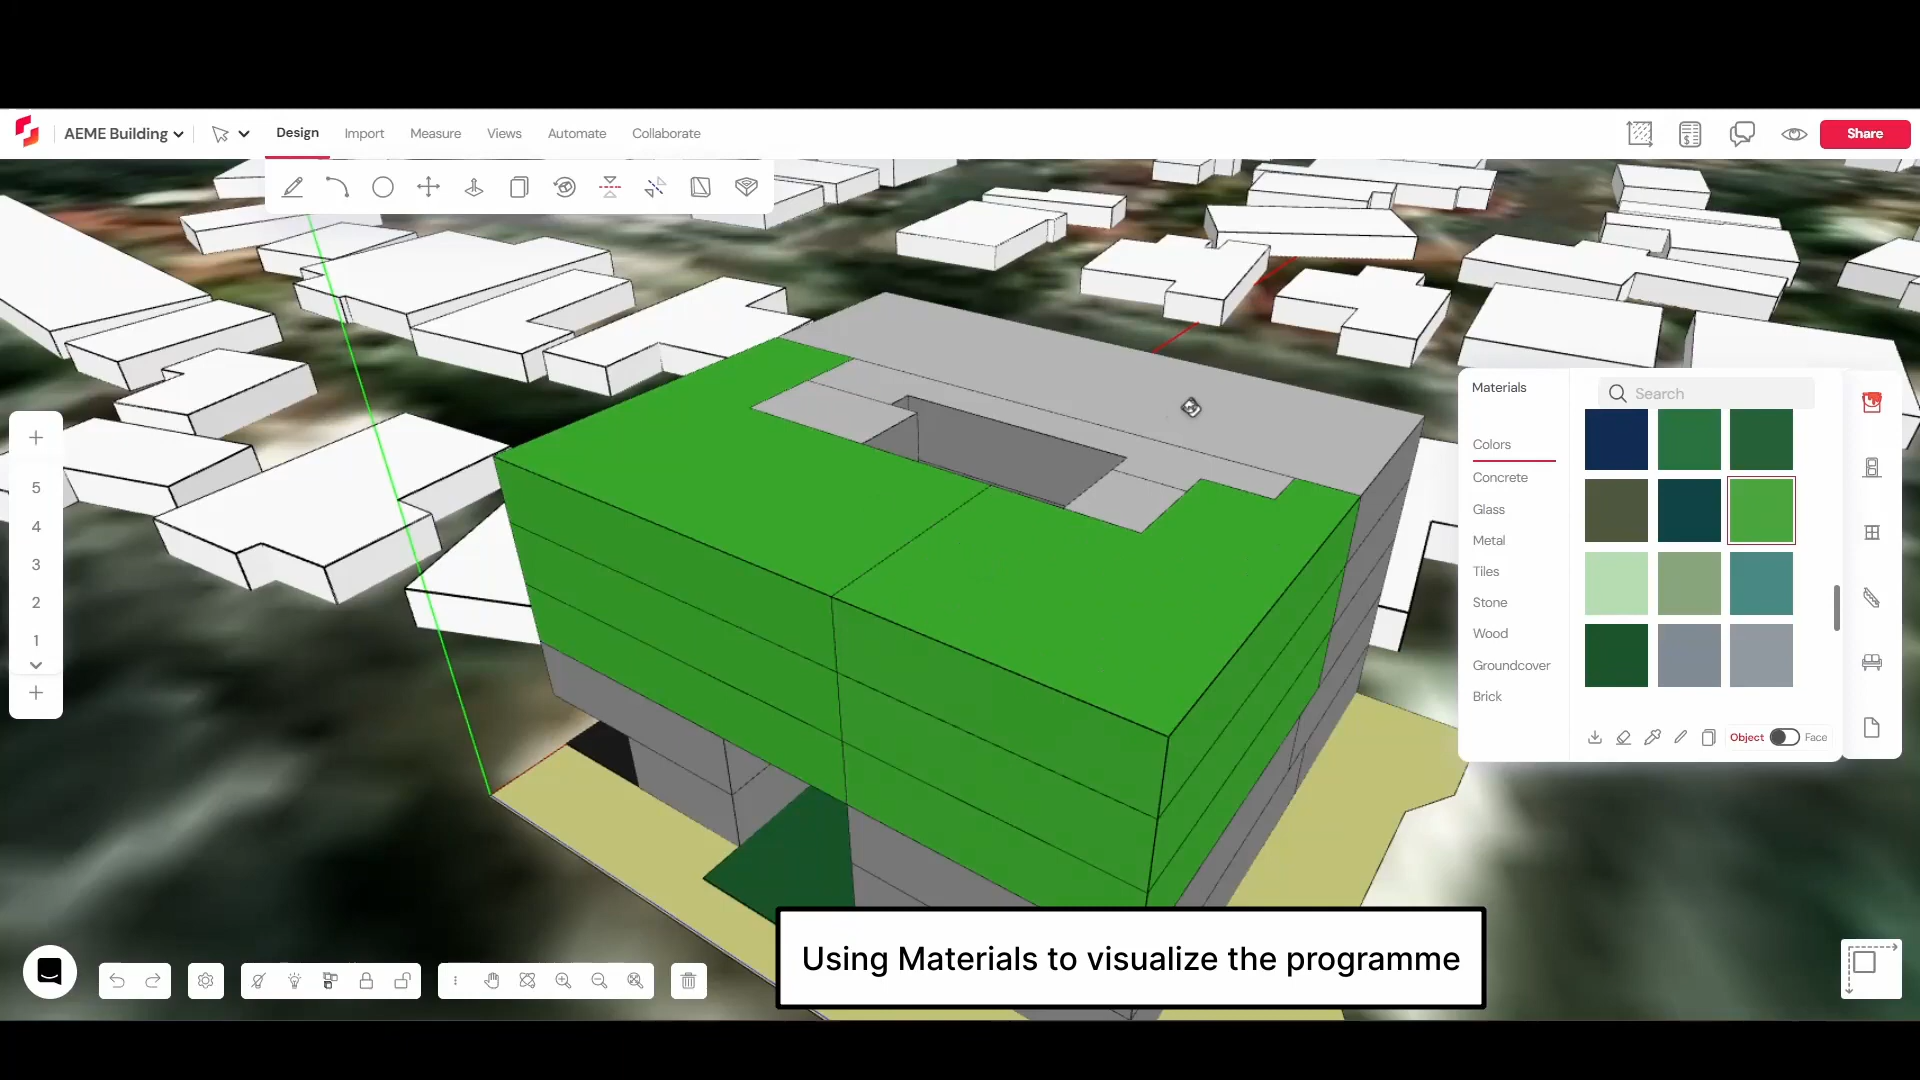 AEME Building
Design
Import
Measure
Views
Automate
Collaborate
Share
5
4
3
2
1
Materials
Search
Colors
Concrete
Glass
Metal
Tiles
Stone
Wood
Groundcover
Brick
Object
Face
Using Materials to visualize the programme